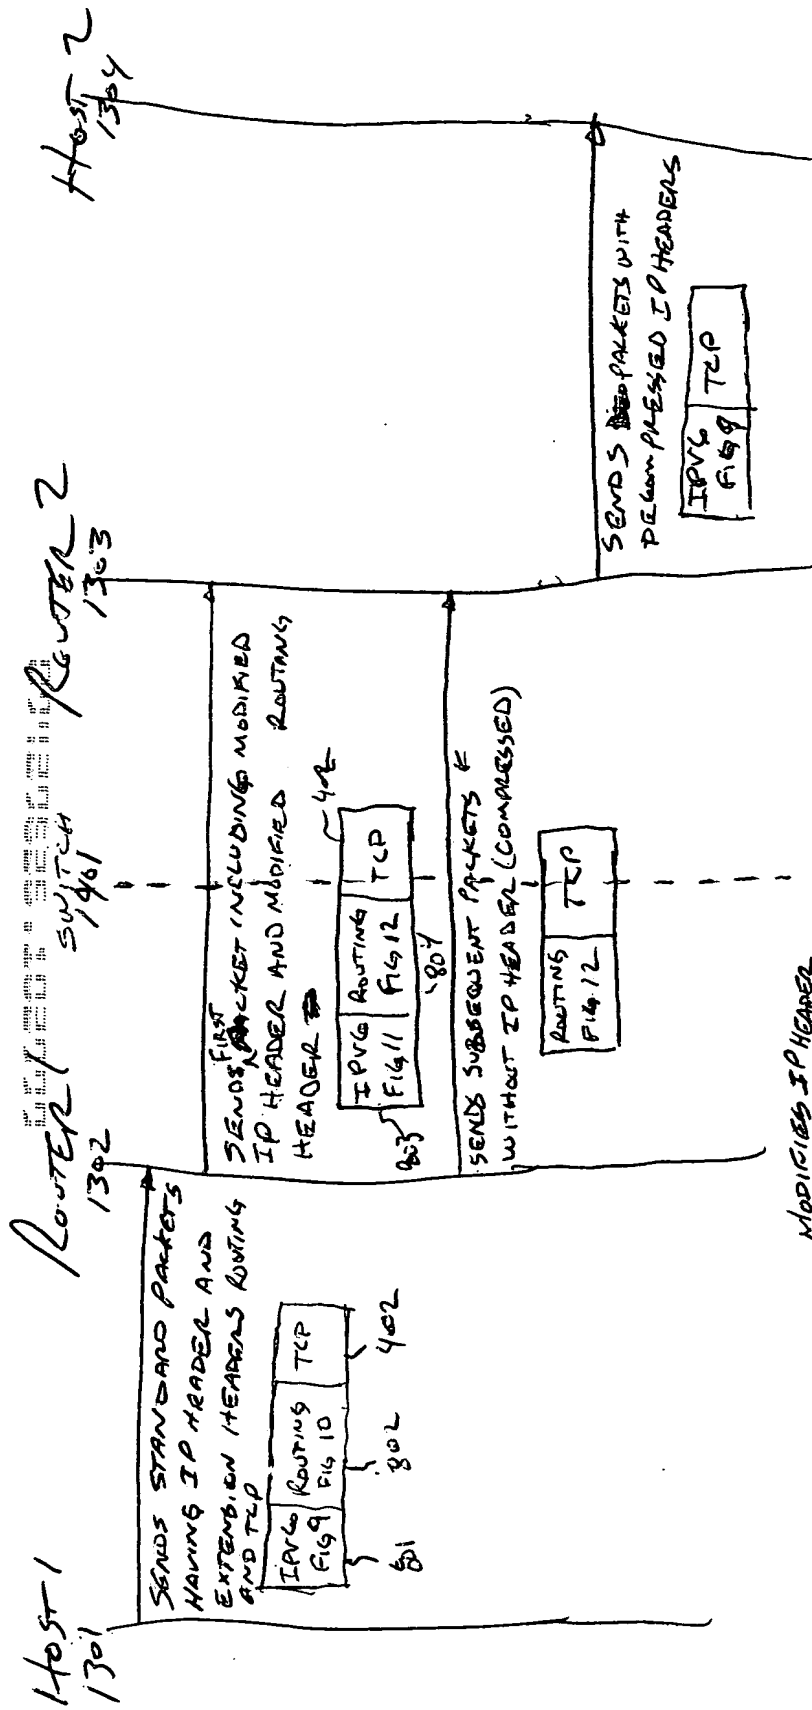 HOST 1
1301
ROUTER 1
1302
SWITCH
1401
ROUTER 2
1303
HOST 2
1304
SENDS STANDARD PACKETS
HAVING IP HEADER AND
EXTENSION HEADERS ROUTING
AND TCP
IPV6
FIG 9
ROUTING
FIG 10
TCP
801
802
402
SENDS FIRST PACKET INCLUDING MODIFIED
IP HEADER AND MODIFIED ROUTING
HEADER
IPV6
FIG 11
ROUTING
FIG 12
TCP
402
803
804
SENDS SUBSEQUENT PACKETS
WITHOUT IP HEADER (COMPRESSED)
ROUTING
FIG. 12
TCP
SENDS PACKETS WITH
DECOMPRESSED IP HEADERS
IPV6
FIG 9
TCP
MODIFIES IP HEADER